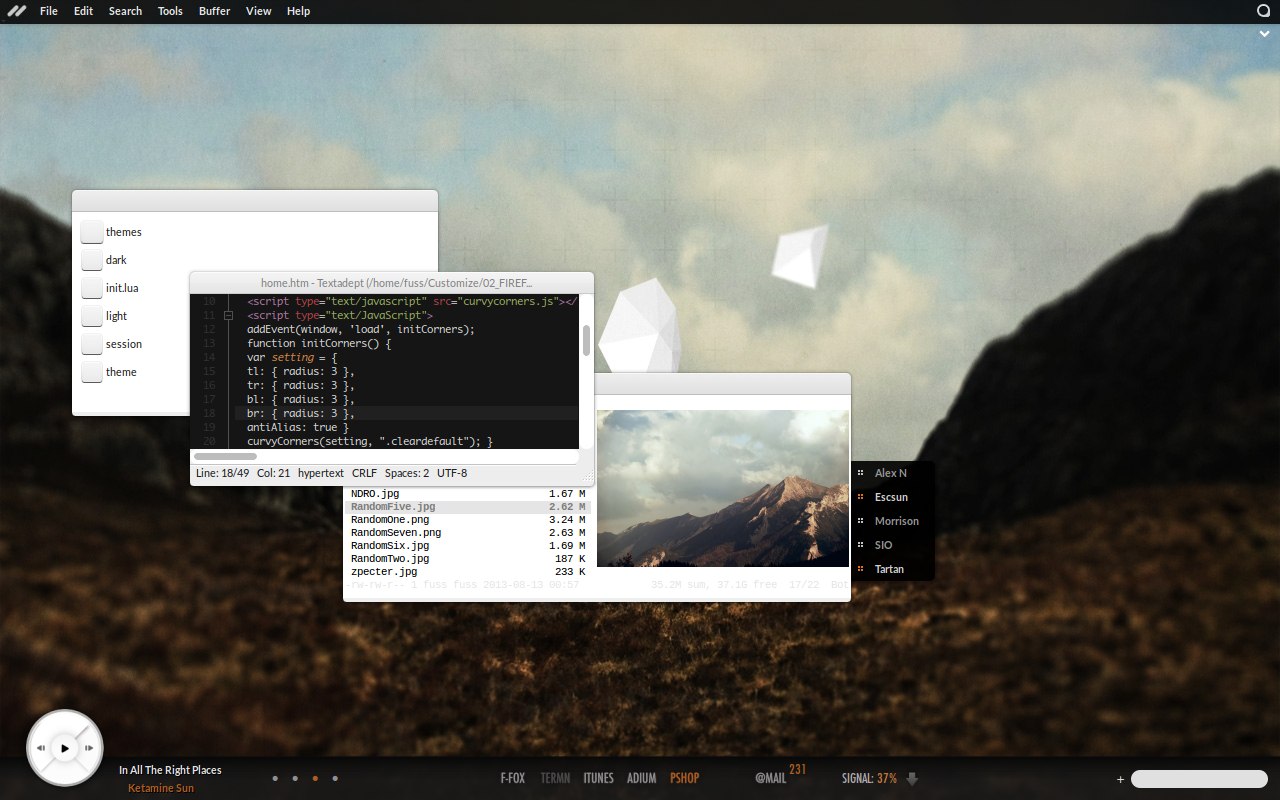 File Edit Search Tools Buffer View Help
themes
dark
init.lua
light
session
theme
home.htm - Textadept (/home/fuss/Customize/02_FIREF...
10 <script type="text/javascript" src="curvycorners.js"></
11 <script type="text/JavaScript">
12 addEvent(window, 'load', initCorners);
13 function initCorners() {
14 var setting = {
15 tl: { radius: 3 },
16 tr: { radius: 3 },
17 bl: { radius: 3 },
18 br: { radius: 3 },
19 antiAlias: true }
20 curvyCorners(setting, ".cleardefault"); }
Line: 18/49 Col: 21 hypertext CRLF Spaces: 2 UTF-8
NDRO.jpg 1.67 M
RandomFive.jpg 2.62 M
RandomOne.png 3.24 M
RandomSeven.png 2.63 M
RandomSix.jpg 1.69 M
RandomTwo.jpg 187 K
zpecter.jpg 233 K
-rw-rw-r-- 1 fuss fuss 2013-08-13 00:57 35.2M sum, 37.1G free 17/22 Bot
Alex N
Escsun
Morrison
SIO
Tartan
In All The Right Places
Ketamine Sun
F-FOX TERMN ITUNES ADIUM PSHOP @MAIL 231 SIGNAL: 37% +